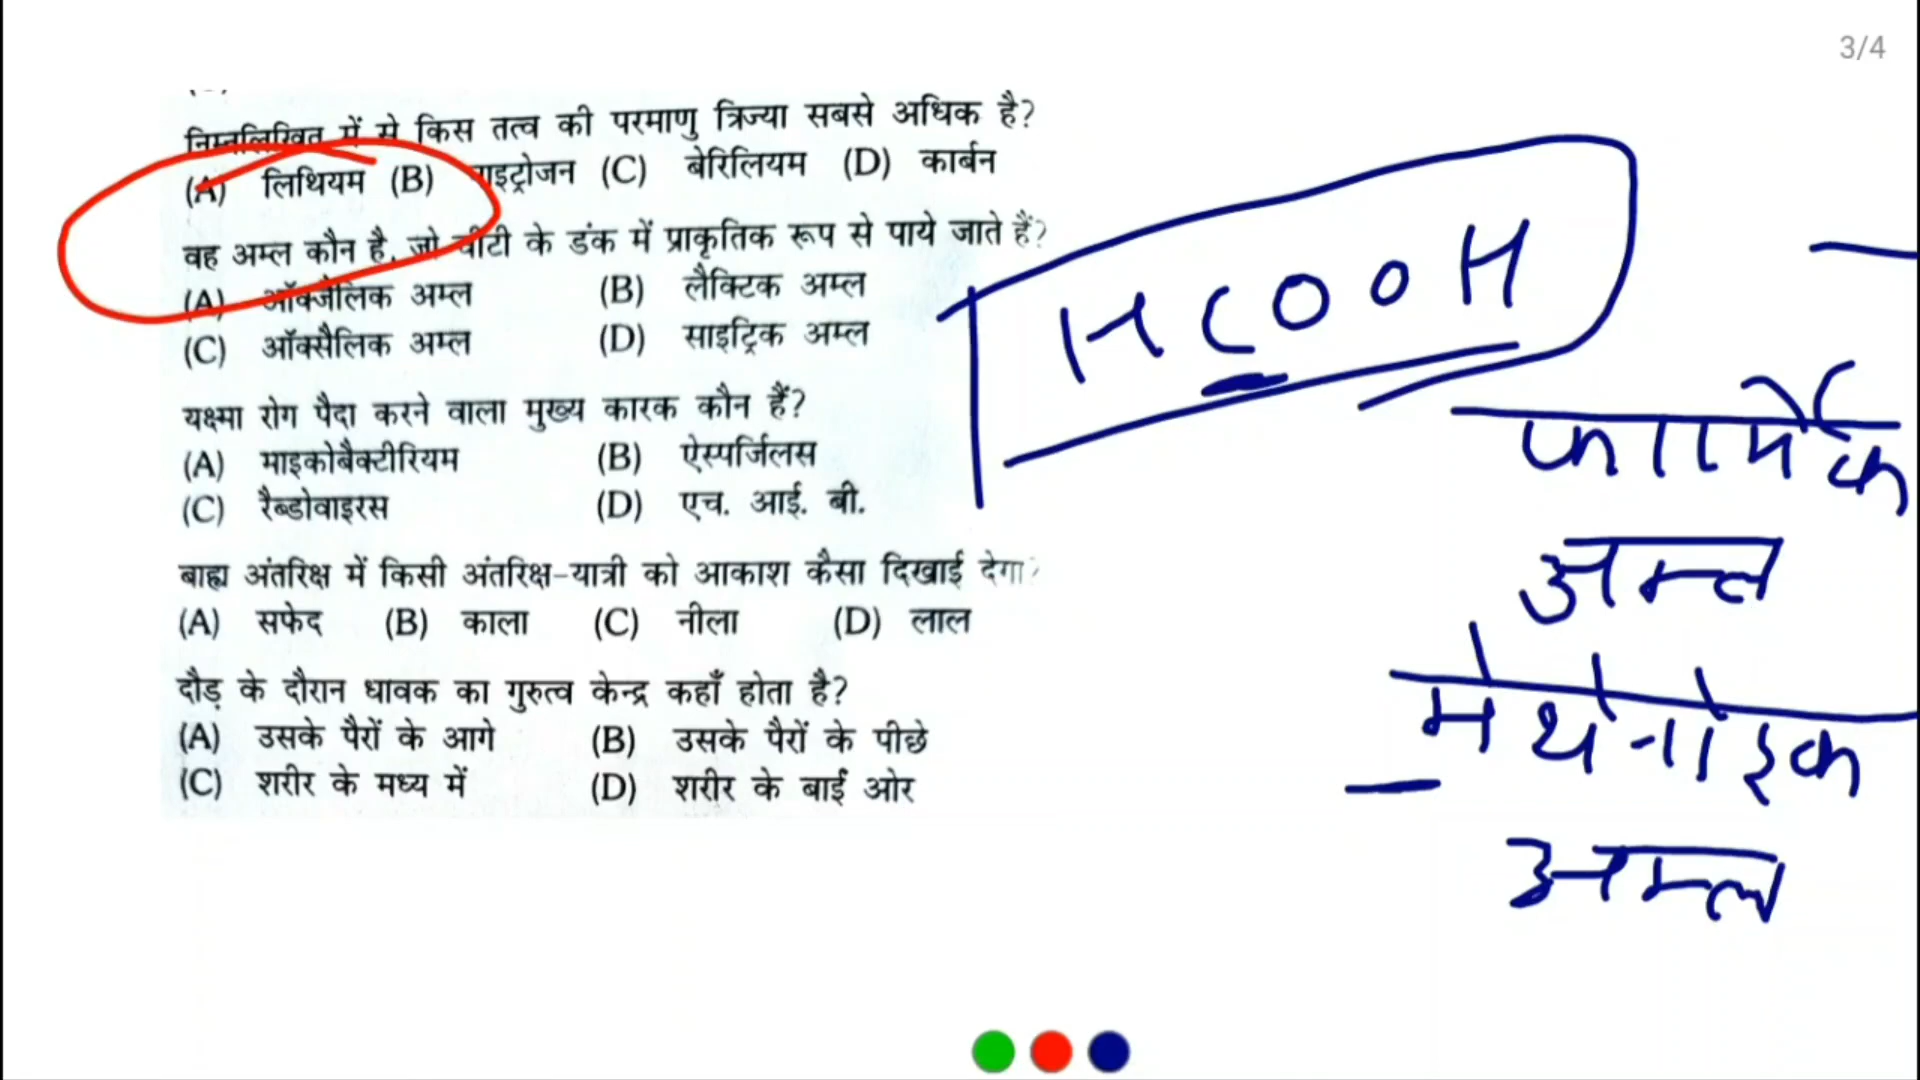 3/4
निम्नलिखित में से किस तत्व की परमाणु त्रिज्या सबसे अधिक है?
(A) लिथियम (B) नाइट्रोजन (C) बेरिलियम (D) कार्बन
वह अम्ल कौन है, जो चींटी के डंक में प्राकृतिक रूप से पाये जाते हैं?
(A) ऑक्जैलिक अम्ल (B) लैक्टिक अम्ल
(C) ऑक्सैलिक अम्ल (D) साइट्रिक अम्ल
यक्ष्मा रोग पैदा करने वाला मुख्य कारक कौन हैं?
(A) माइकोबैक्टीरियम (B) ऐस्पर्जिलस
(C) रैब्डोवाइरस (D) एच. आई. बी.
बाह्य अंतरिक्ष में किसी अंतरिक्ष-यात्री को आकाश कैसा दिखाई देगा?
(A) सफेद (B) काला (C) नीला (D) लाल
दौड़ के दौरान धावक का गुरुत्व केन्द्र कहाँ होता है?
(A) उसके पैरों के आगे (B) उसके पैरों के पीछे
(C) शरीर के मध्य में (D) शरीर के बाईं ओर
HCOOH
फार्मिक
अम्ल
मेथेनोइक
अम्ल